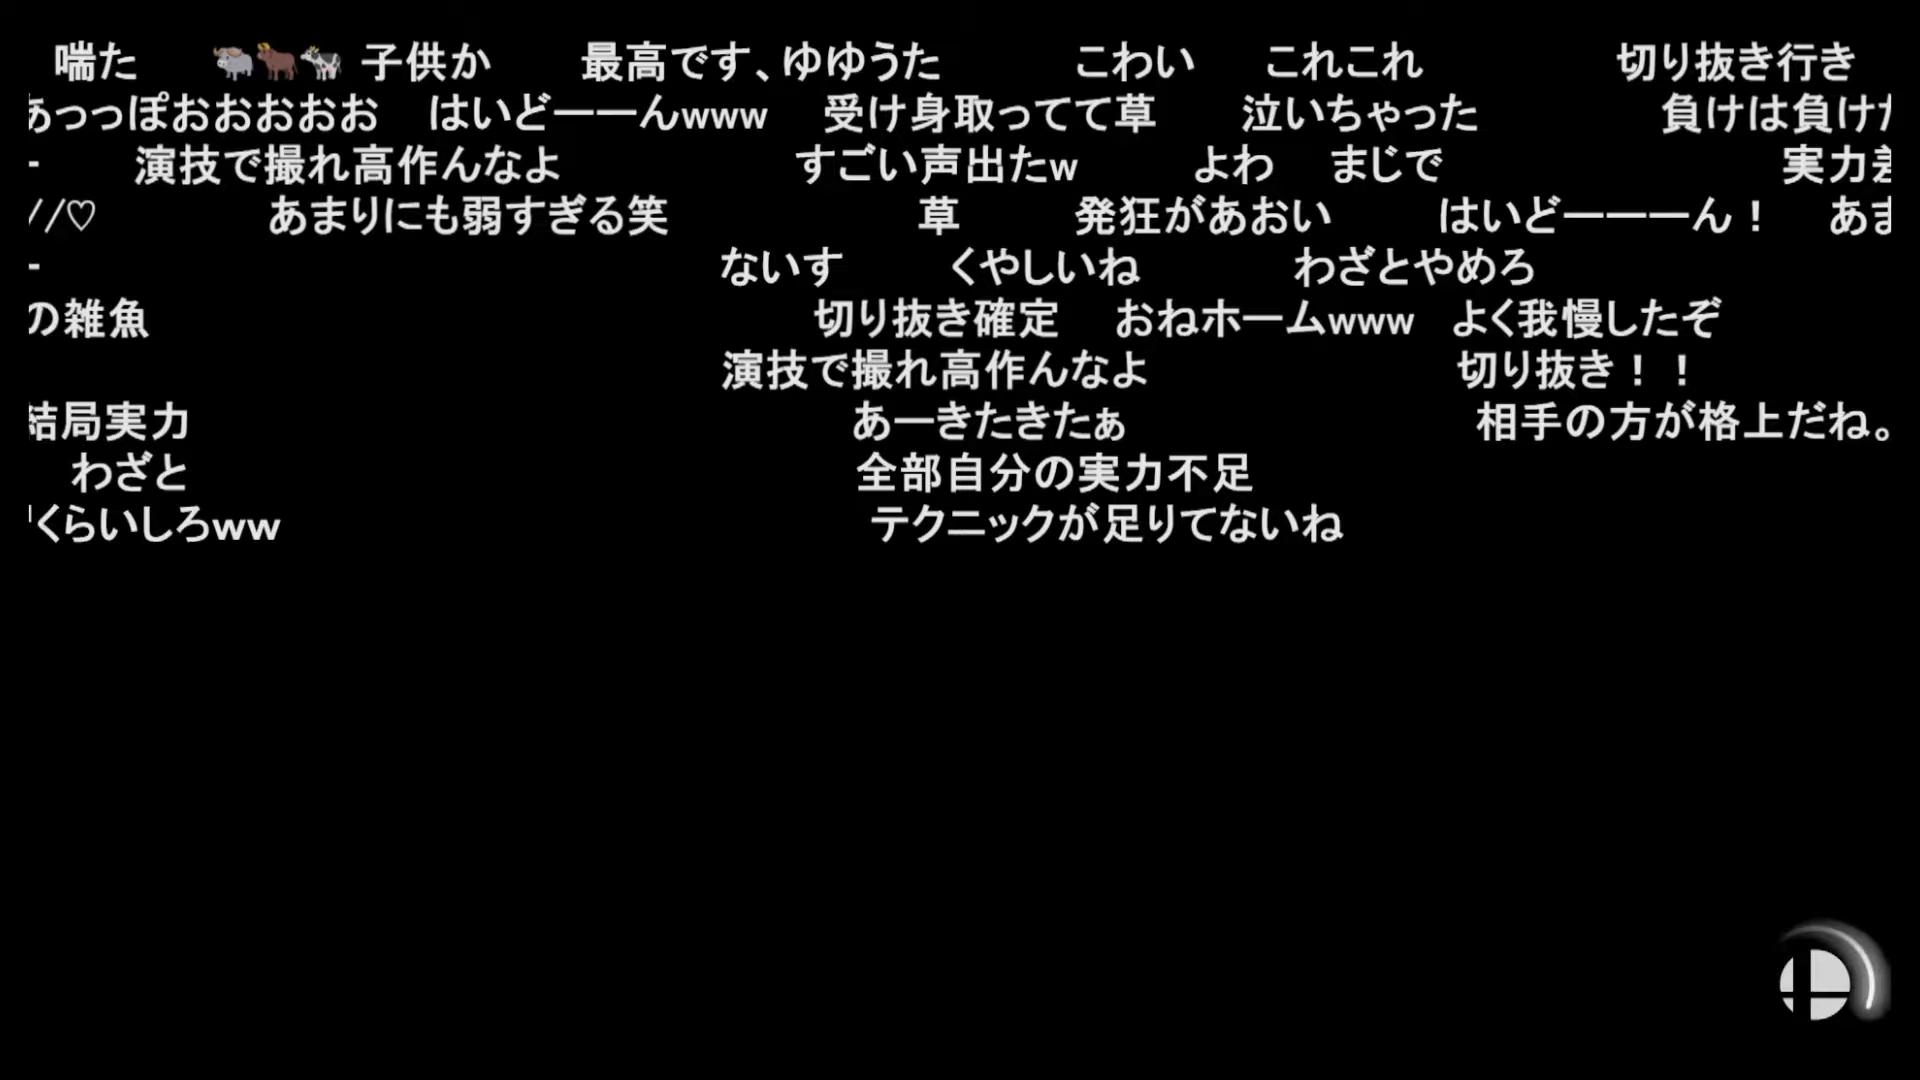 喘た 🐃🐂🐄 子供か 最高です、ゆゆうた こわい これこれ 切り抜き行き
あっっぽおおおおお はいどーーんwww 受け身取ってて草 泣いちゃった 負けは負けだ
- 演技で撮れ高作んなよ すごい声出たw よわ まじで 実力差
//♡ あまりにも弱すぎる笑 草 発狂があおい はいどーーーん! あま
- ないす くやしいね わざとやめろ
の雑魚 切り抜き確定 おねホームwww よく我慢したぞ
演技で撮れ高作んなよ 切り抜き!!
結局実力 あーきたきたぁ 相手の方が格上だね。
わざと 全部自分の実力不足
くらいしろww テクニックが足りてないね